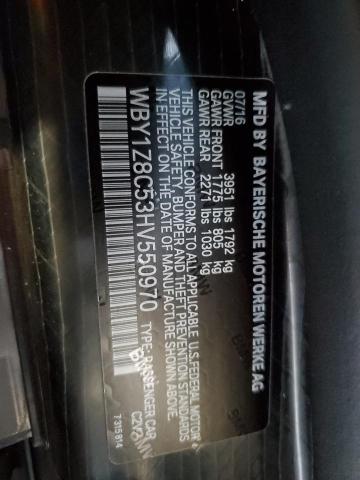 MFD BY BAYERISCHE MOTOREN WERKE AG
07/16
GVWR 3951 lbs 1792 kg
GAWR FRONT 1775 lbs 805 kg
GAWR REAR 2271 lbs 1030 kg
THIS VEHICLE CONFORMS TO ALL APPLICABLE U.S. FEDERAL MOTOR
VEHICLE SAFETY, BUMPER AND THEFT PREVENTION STANDARDS
IN EFFECT ON THE DATE OF MANUFACTURE SHOWN ABOVE.
WBY1Z8C53HV550970 TYPE: PASSENGER CAR
7315814